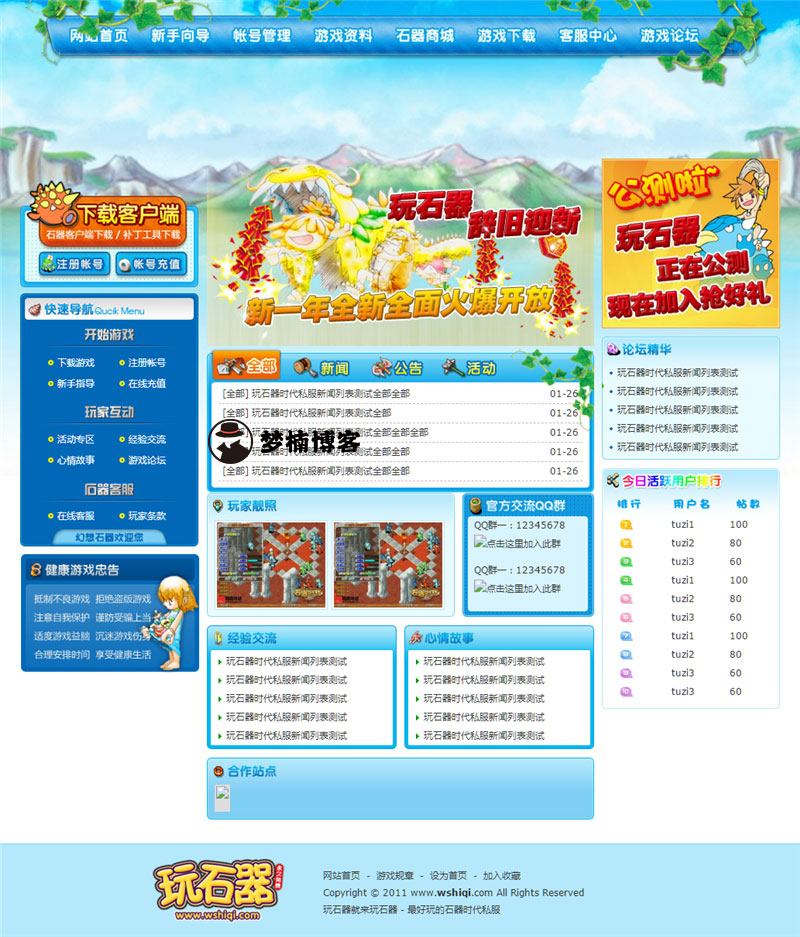 网站首页 新手向导 帐号管理 游戏资料 石器商城 游戏下载 客服中心 游戏论坛
下载客户端
石器客户端下载 / 补丁工具下载
注册帐号 帐号充值
快速导航Qucik Menu
开始游戏
下载游戏 注册帐号
新手指导 在线充值
玩家互动
活动专区 经验交流
心情故事 游戏论坛
石器客服
在线客服 玩家条款
幻想石器欢迎您
健康游戏忠告
抵制不良游戏 拒绝盗版游戏
注意自我保护 谨防受骗上当
适度游戏益脑 沉迷游戏伤身
合理安排时间 享受健康生活
玩石器 辞旧迎新
新一年全新全面火爆开放
全部 新闻 公告 活动
[全部] 玩石器时代私服新闻列表测试全部全部 01-26
[全部] 玩石器时代私服新闻列表测试全部 01-26
玩石器时代私服新闻列表测试全部全部全部 01-26
梦楠博客
玩石器时代私服新闻列表测试全部全部 01-26
[全部] 玩石器时代私服新闻列表测试全部全部 01-26
玩家靓照
官方交流QQ群
QQ群一：12345678
点击这里加入此群
QQ群一：12345678
点击这里加入此群
经验交流
玩石器时代私服新闻列表测试
玩石器时代私服新闻列表测试
玩石器时代私服新闻列表测试
玩石器时代私服新闻列表测试
玩石器时代私服新闻列表测试
心情故事
玩石器时代私服新闻列表测试
玩石器时代私服新闻列表测试
玩石器时代私服新闻列表测试
玩石器时代私服新闻列表测试
玩石器时代私服新闻列表测试
合作站点
公测啦~
玩石器
正在公测
现在加入抢好礼
论坛精华
玩石器时代私服新闻列表测试
玩石器时代私服新闻列表测试
玩石器时代私服新闻列表测试
玩石器时代私服新闻列表测试
玩石器时代私服新闻列表测试
今日活跃用户排行
排行 用户名 帖数
1 tuzi1 100
2 tuzi2 80
3 tuzi3 60
tuzi1 100
tuzi2 80
tuzi3 60
tuzi1 100
tuzi2 80
tuzi3 60
tuzi3 60
玩石器
www.wshiqi.com
网站首页 - 游戏规章 - 设为首页 - 加入收藏
Copyright © 2011 www.wshiqi.com All Rights Reserved
玩石器就来玩石器 - 最好玩的石器时代私服